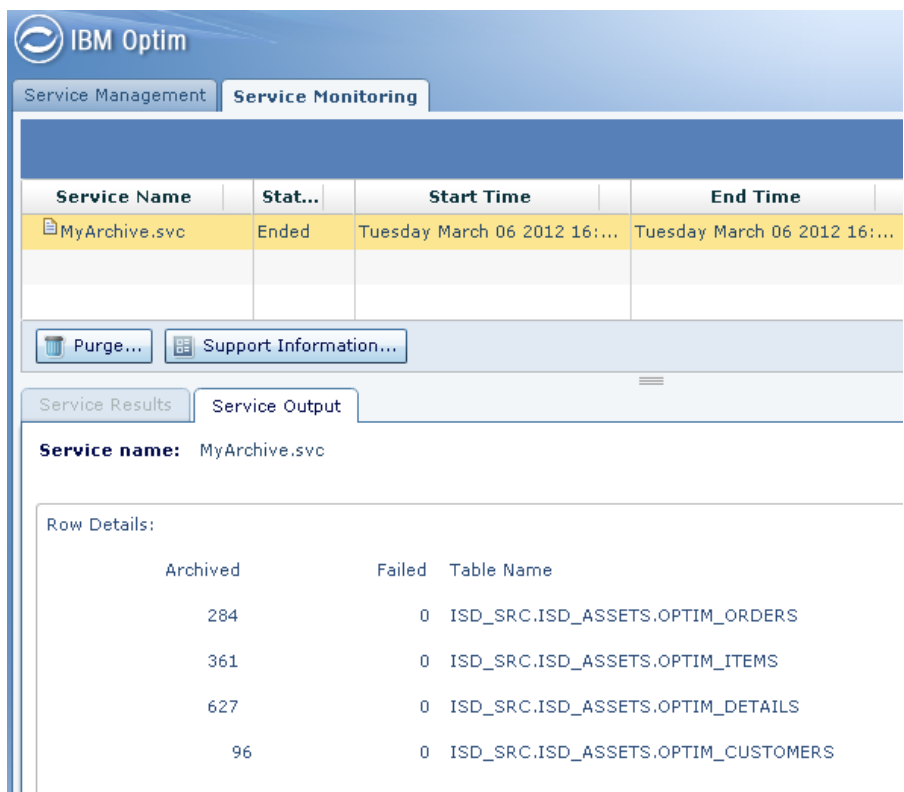 IBM Optim
Service Management Service Monitoring
Service Name Stat... Start Time End Time
MyArchive.svc Ended Tuesday March 06 2012 16:... Tuesday March 06 2012 16:...
Purge... Support Information...
Service Results Service Output
Service name: MyArchive.svc
Row Details:
Archived Failed Table Name
284 0 ISD_SRC.ISD_ASSETS.OPTIM_ORDERS
361 0 ISD_SRC.ISD_ASSETS.OPTIM_ITEMS
627 0 ISD_SRC.ISD_ASSETS.OPTIM_DETAILS
96 0 ISD_SRC.ISD_ASSETS.OPTIM_CUSTOMERS